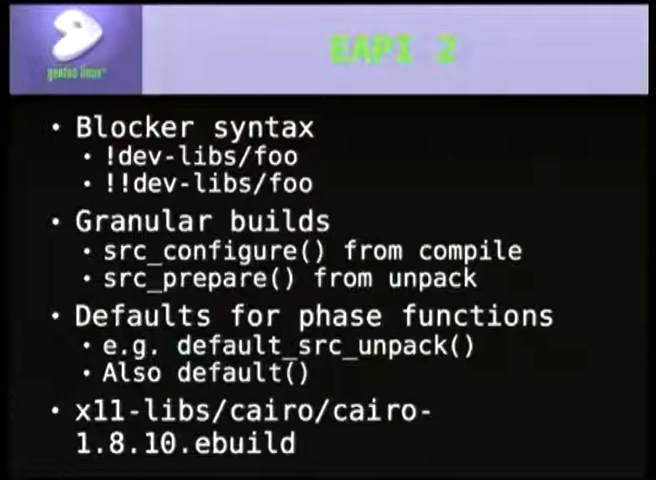 gentoo linux
EAPI 2
• Blocker syntax
• !dev-libs/foo
• !!dev-libs/foo
• Granular builds
• src_configure() from compile
• src_prepare() from unpack
• Defaults for phase functions
• e.g. default_src_unpack()
• Also default()
• x11-libs/cairo/cairo-
1.8.10.ebuild